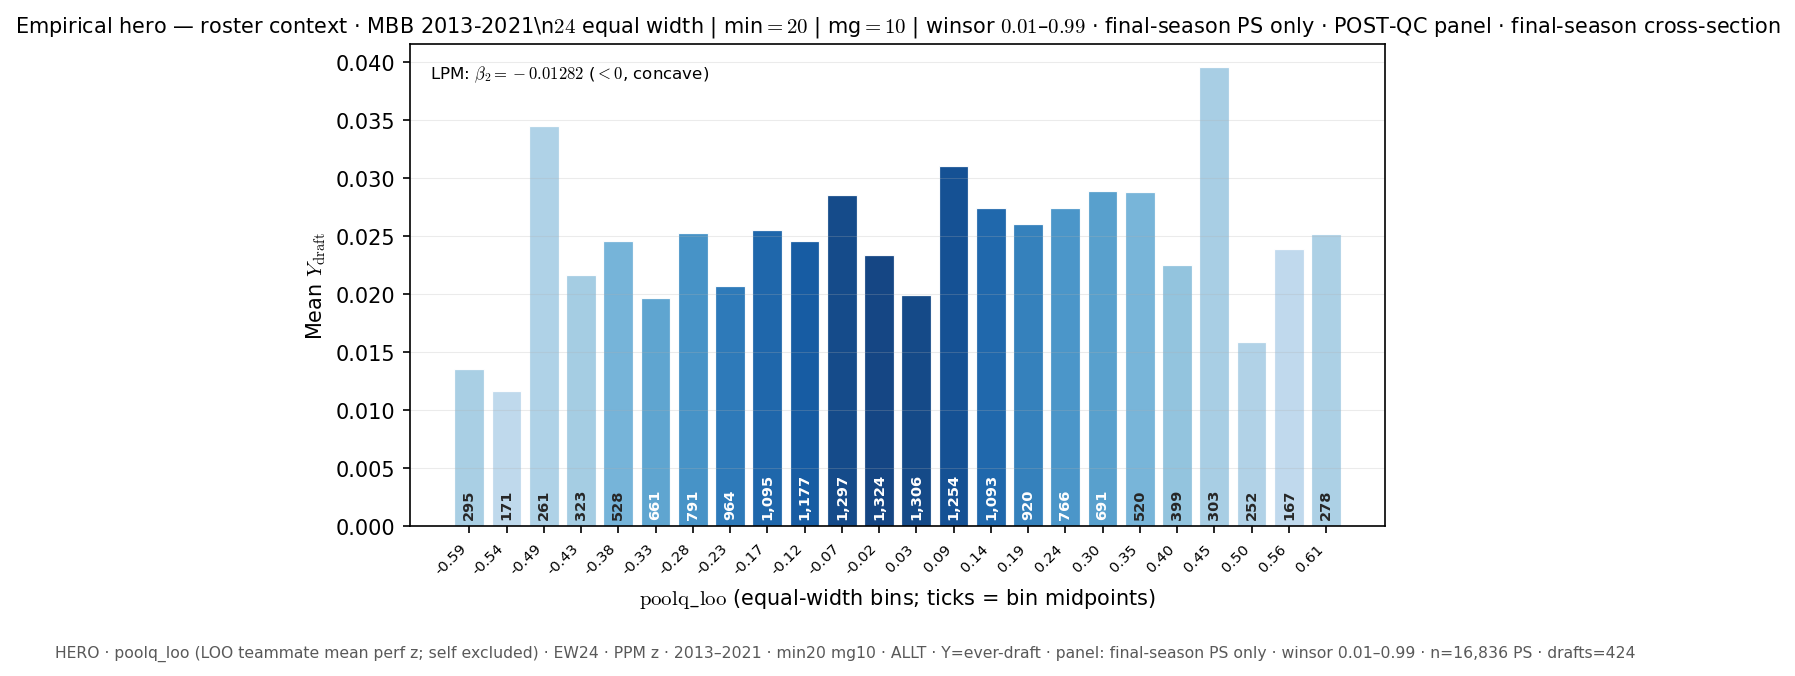 Empirical hero — roster context · MBB 2013-2021\n24 equal width | min = 20 | mg = 10 | winsor 0.01–0.99 · final-season PS only · POST-QC panel · final-season cross-section
LPM: β₂ = −0.01282 (< 0, concave)
Mean Y_draft
0.040
0.035
0.030
0.025
0.020
0.015
0.010
0.005
0.000
295 171 261 323 528 661 791 964 1,095 1,177 1,297 1,324 1,306 1,254 1,093 920 766 691 520 399 303 252 167 278
-0.59 -0.54 -0.49 -0.43 -0.38 -0.33 -0.28 -0.23 -0.17 -0.12 -0.07 -0.02 0.03 0.09 0.14 0.19 0.24 0.30 0.35 0.40 0.45 0.50 0.56 0.61
poolq_loo (equal-width bins; ticks = bin midpoints)
HERO · poolq_loo (LOO teammate mean perf z; self excluded) · EW24 · PPM z · 2013–2021 · min20 mg10 · ALLT · Y=ever-draft · panel: final-season PS only · winsor 0.01–0.99 · n=16,836 PS · drafts=424